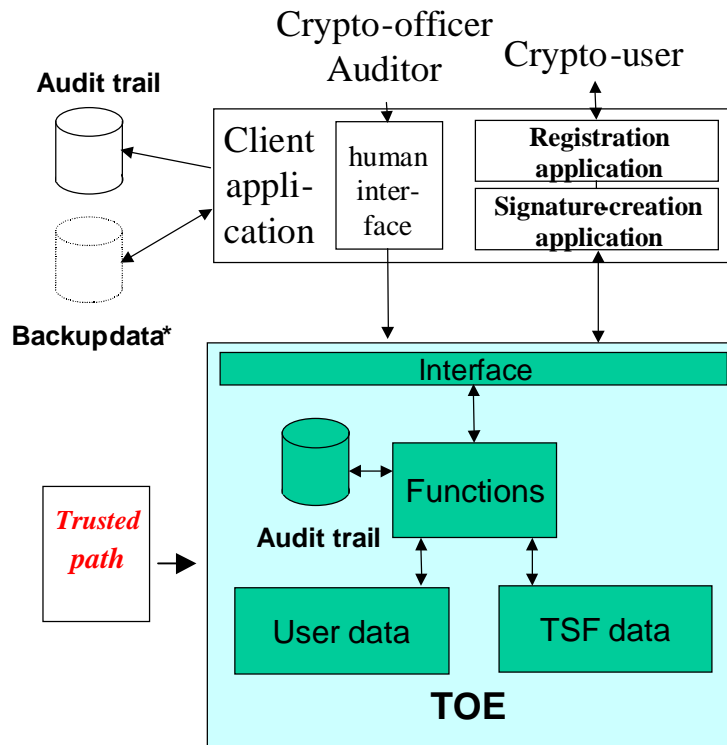 Crypto-officer
Auditor
Crypto-user
Audit trail
Client
appli-
cation
human
inter-
face
Registration
application
Signature-creation
application
Backupdata*
Interface
Functions
Audit trail
Trusted
path
User data
TSF data
TOE